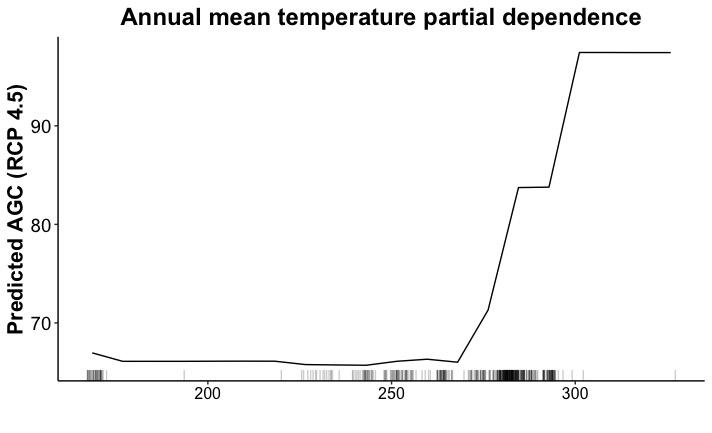 Annual mean temperature partial dependence
Predicted AGC (RCP 4.5)
90
80
70
200 250 300